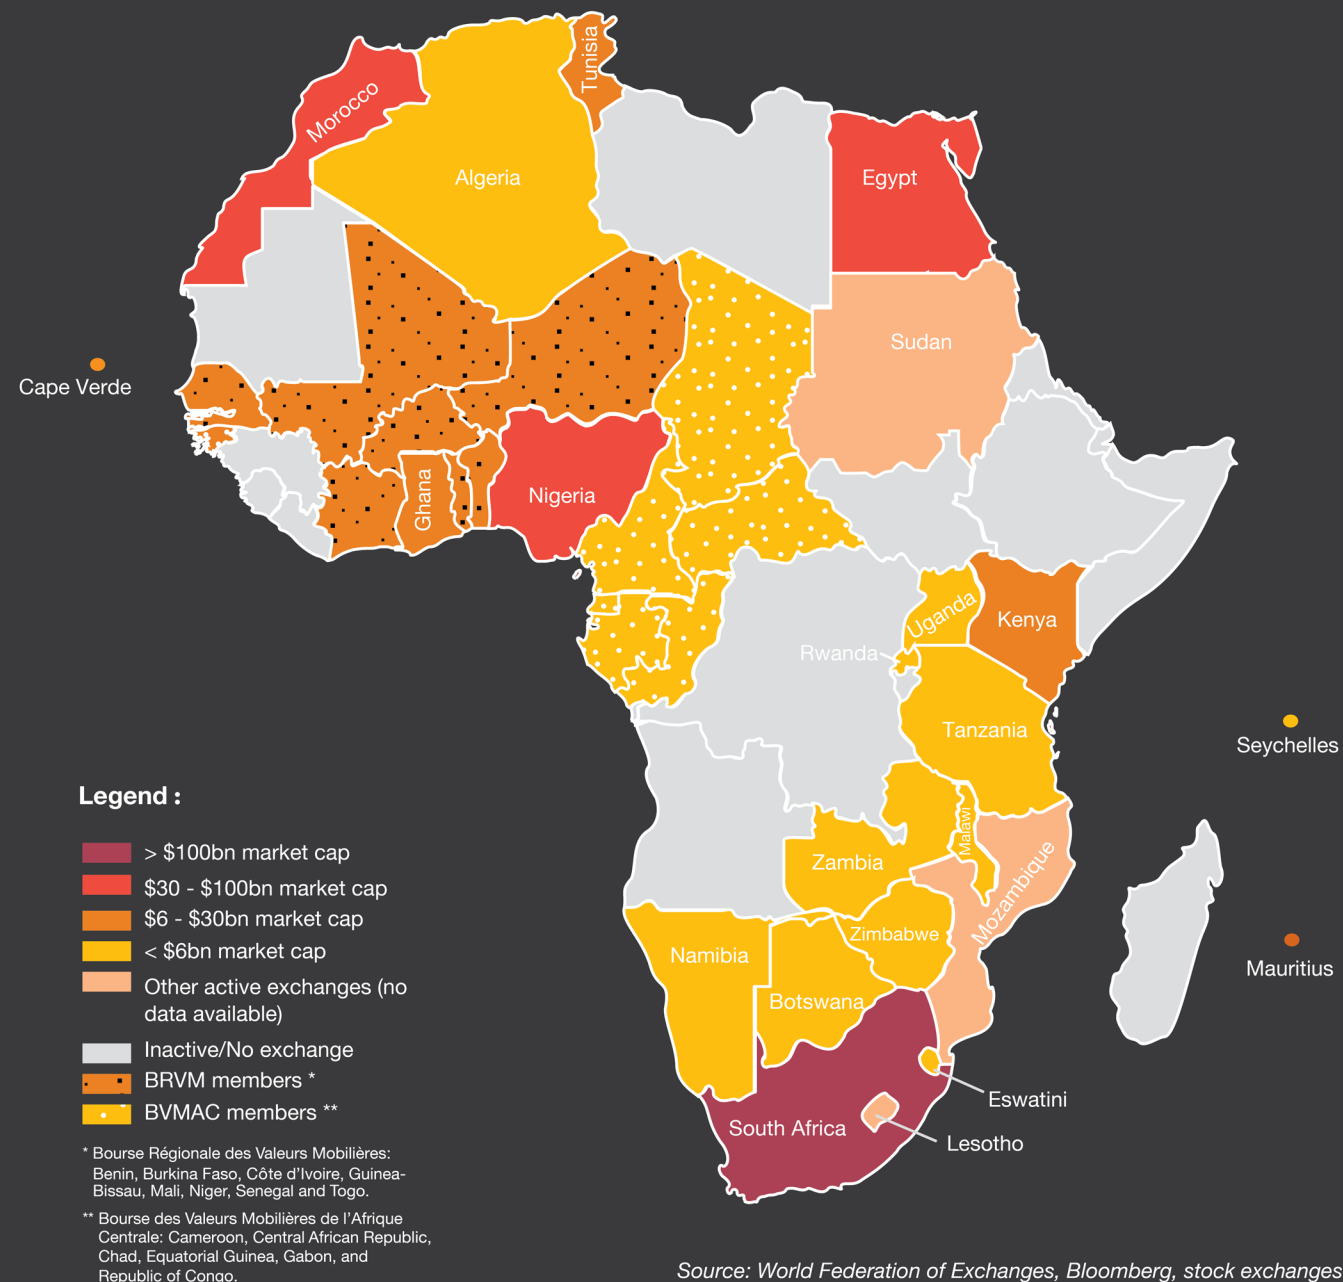 Tunisia
Morocco
Algeria
Egypt
Sudan
Cape Verde
Ghana
Nigeria
Uganda
Kenya
Rwanda
Tanzania
Seychelles
Malawi
Zambia
Mozambique
Zimbabwe
Namibia
Mauritius
Botswana
Eswatini
South Africa
Lesotho
Legend :
> $100bn market cap
$30 - $100bn market cap
$6 - $30bn market cap
< $6bn market cap
Other active exchanges (no
data available)
Inactive/No exchange
BRVM members *
BVMAC members **
* Bourse Régionale des Valeurs Mobilières:
Benin, Burkina Faso, Côte d’Ivoire, Guinea-
Bissau, Mali, Niger, Senegal and Togo.
** Bourse des Valeurs Mobilières de l’Afrique
Centrale: Cameroon, Central African Republic,
Chad, Equatorial Guinea, Gabon, and
Republic of Congo.
Source: World Federation of Exchanges, Bloomberg, stock exchanges